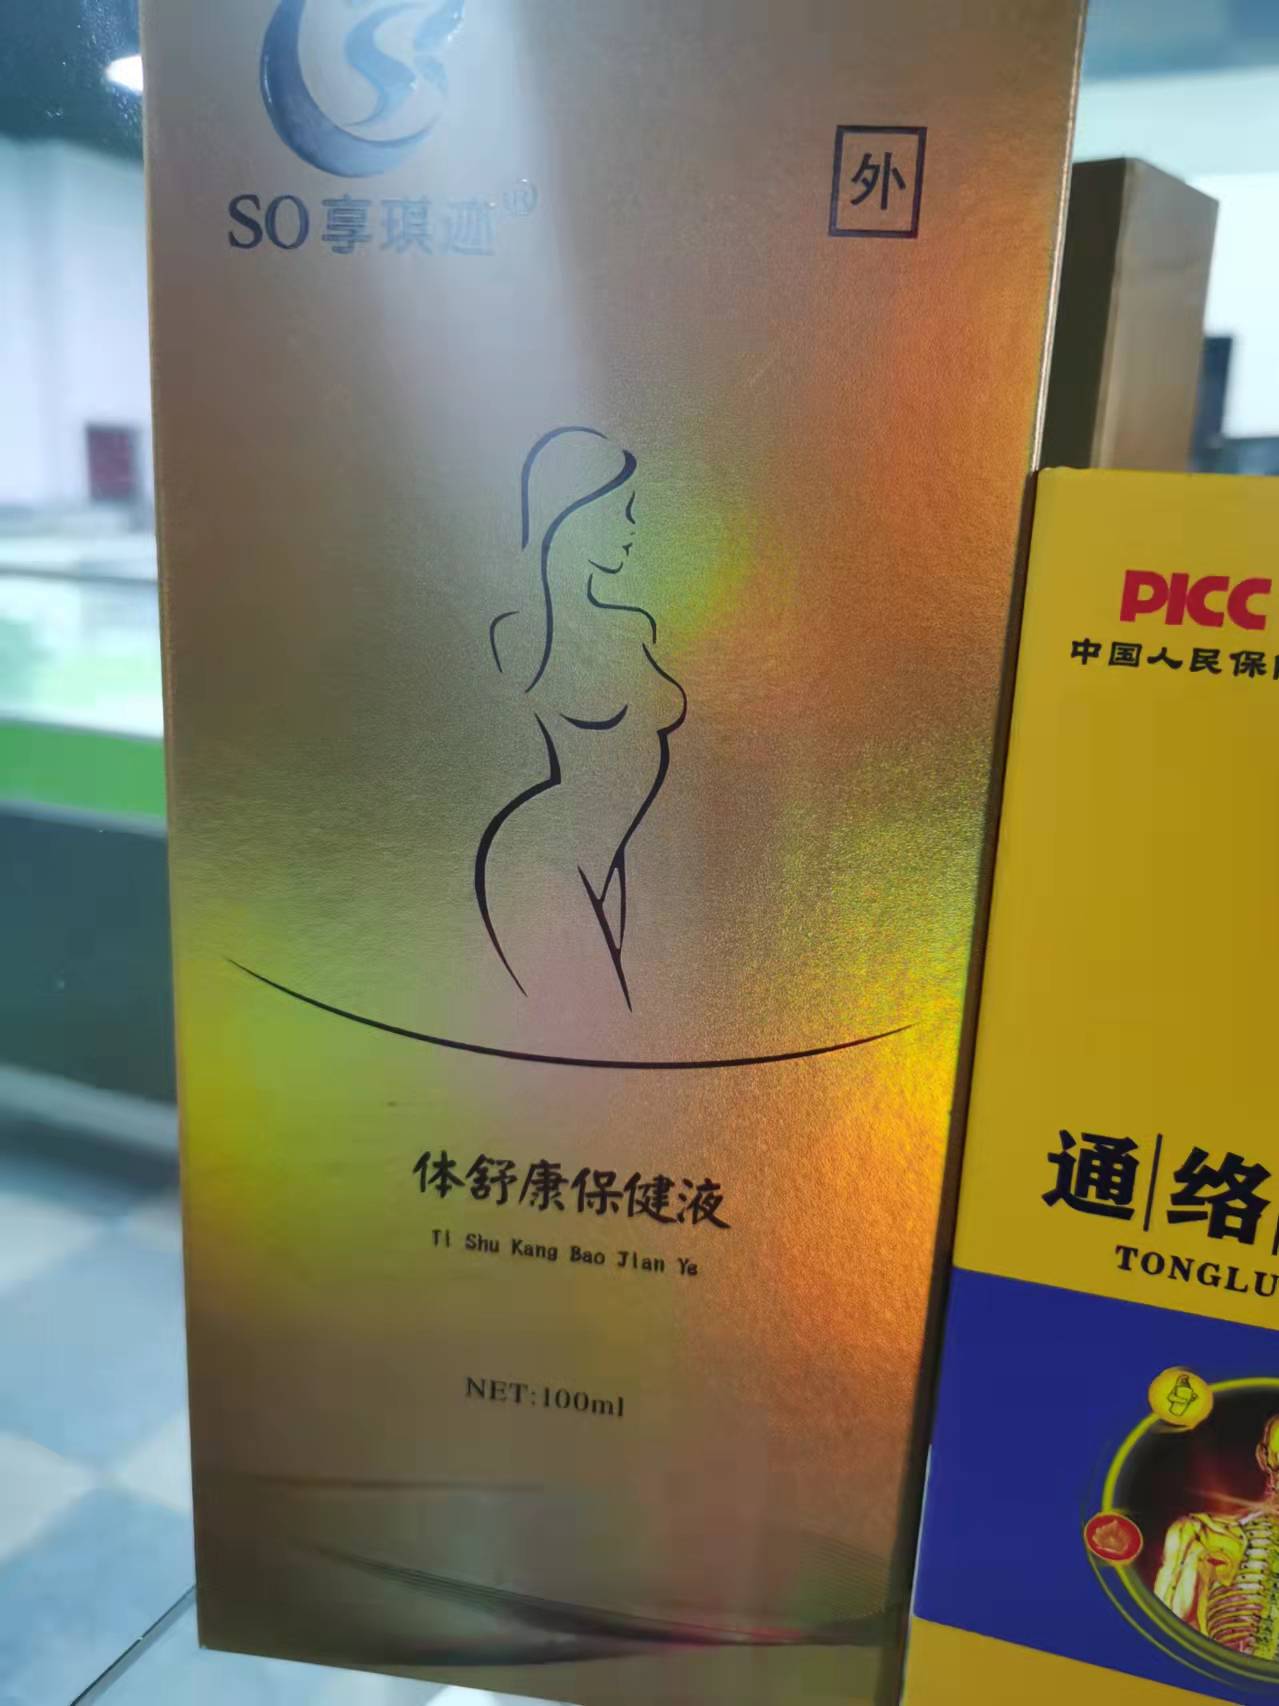 SO享琪迹®
外
体舒康保健液
Ti Shu Kang Bao Jian Ye
NET:100ml
PICC
中国人民保
通络
TONGLU